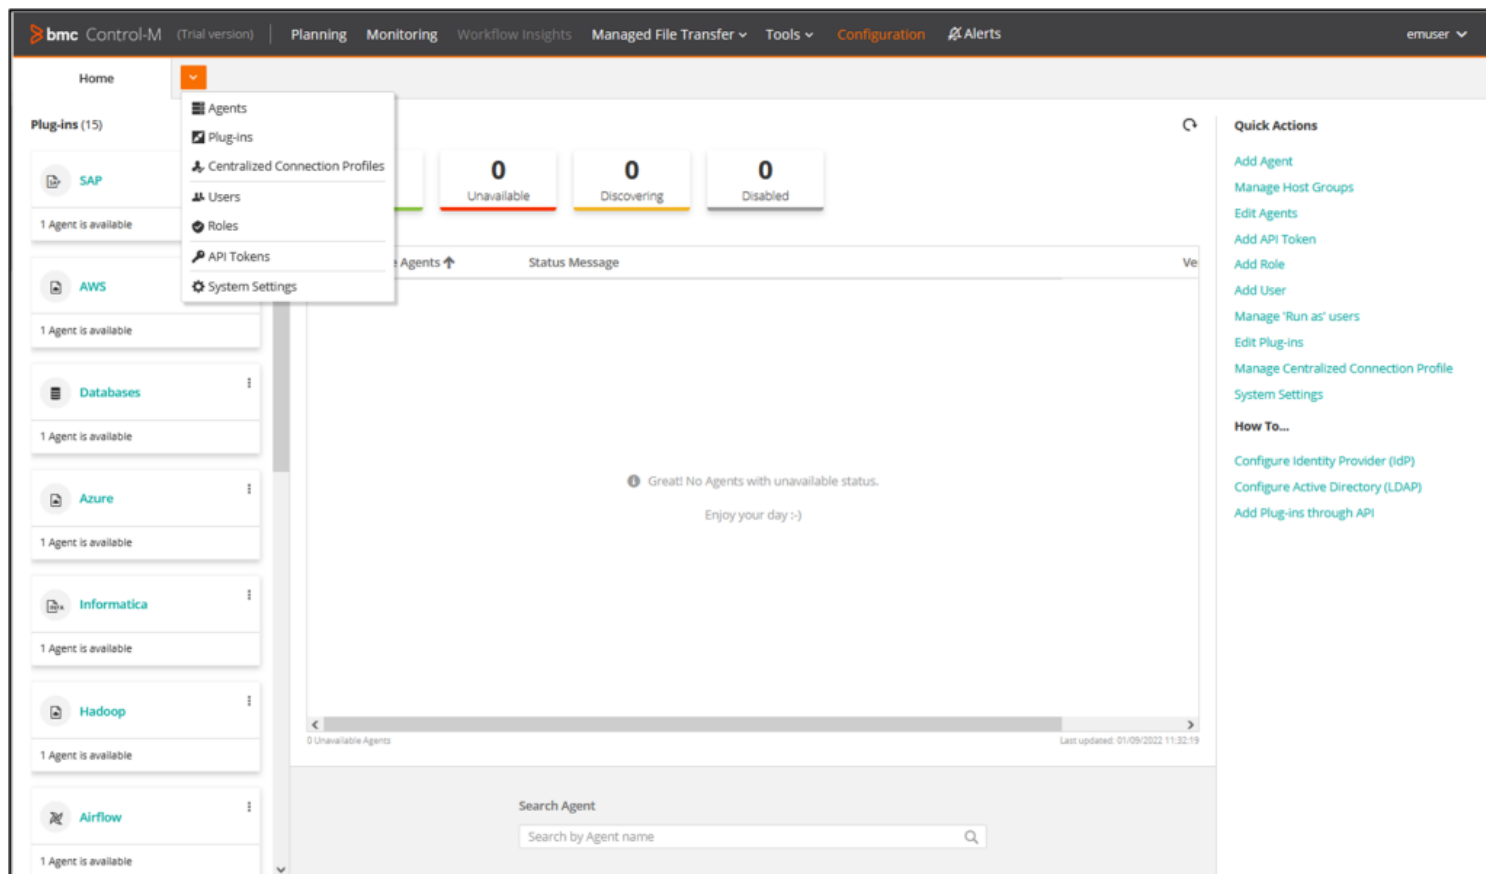 bmc Control-M (Trial version) Planning Monitoring Workflow Insights Managed File Transfer Tools Configuration Alerts emuser
Home
Plug-ins (15)
SAP
1 Agent is available
AWS
1 Agent is available
Databases
1 Agent is available
Azure
1 Agent is available
Informatica
1 Agent is available
Hadoop
1 Agent is available
Airflow
1 Agent is available
Agents
Plug-ins
Centralized Connection Profiles
Users
Roles
API Tokens
System Settings
0
Unavailable
0
Discovering
0
Disabled
Agents Status Message Ve
Great! No Agents with unavailable status.
Enjoy your day :-)
0 Unavailable Agents
Last updated: 01/09/2022 11:32:19
Search Agent
Search by Agent name
Quick Actions
Add Agent
Manage Host Groups
Edit Agents
Add API Token
Add Role
Add User
Manage 'Run as' users
Edit Plug-ins
Manage Centralized Connection Profile
System Settings
How To...
Configure Identity Provider (IdP)
Configure Active Directory (LDAP)
Add Plug-ins through API